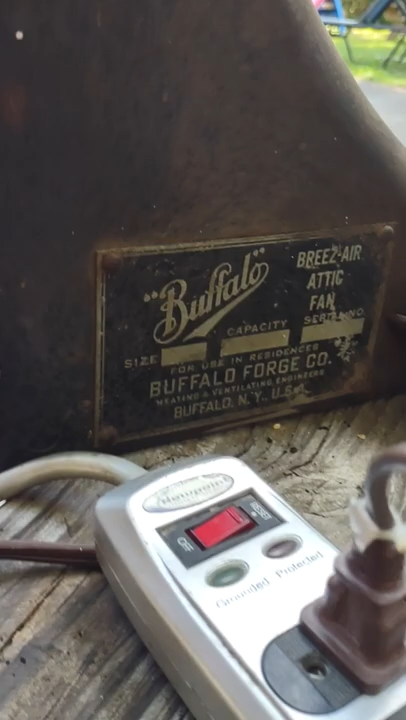 "Buffalo"
BREEZ-AIR
ATTIC
FAN
SIZE
CAPACITY
SERIAL NO
FOR USE IN RESIDENCES
BUFFALO FORGE CO.
HEATING & VENTILATING ENGINEERS
BUFFALO, N.Y., U.S.A.
RESET
OFF
Grounded
Protected